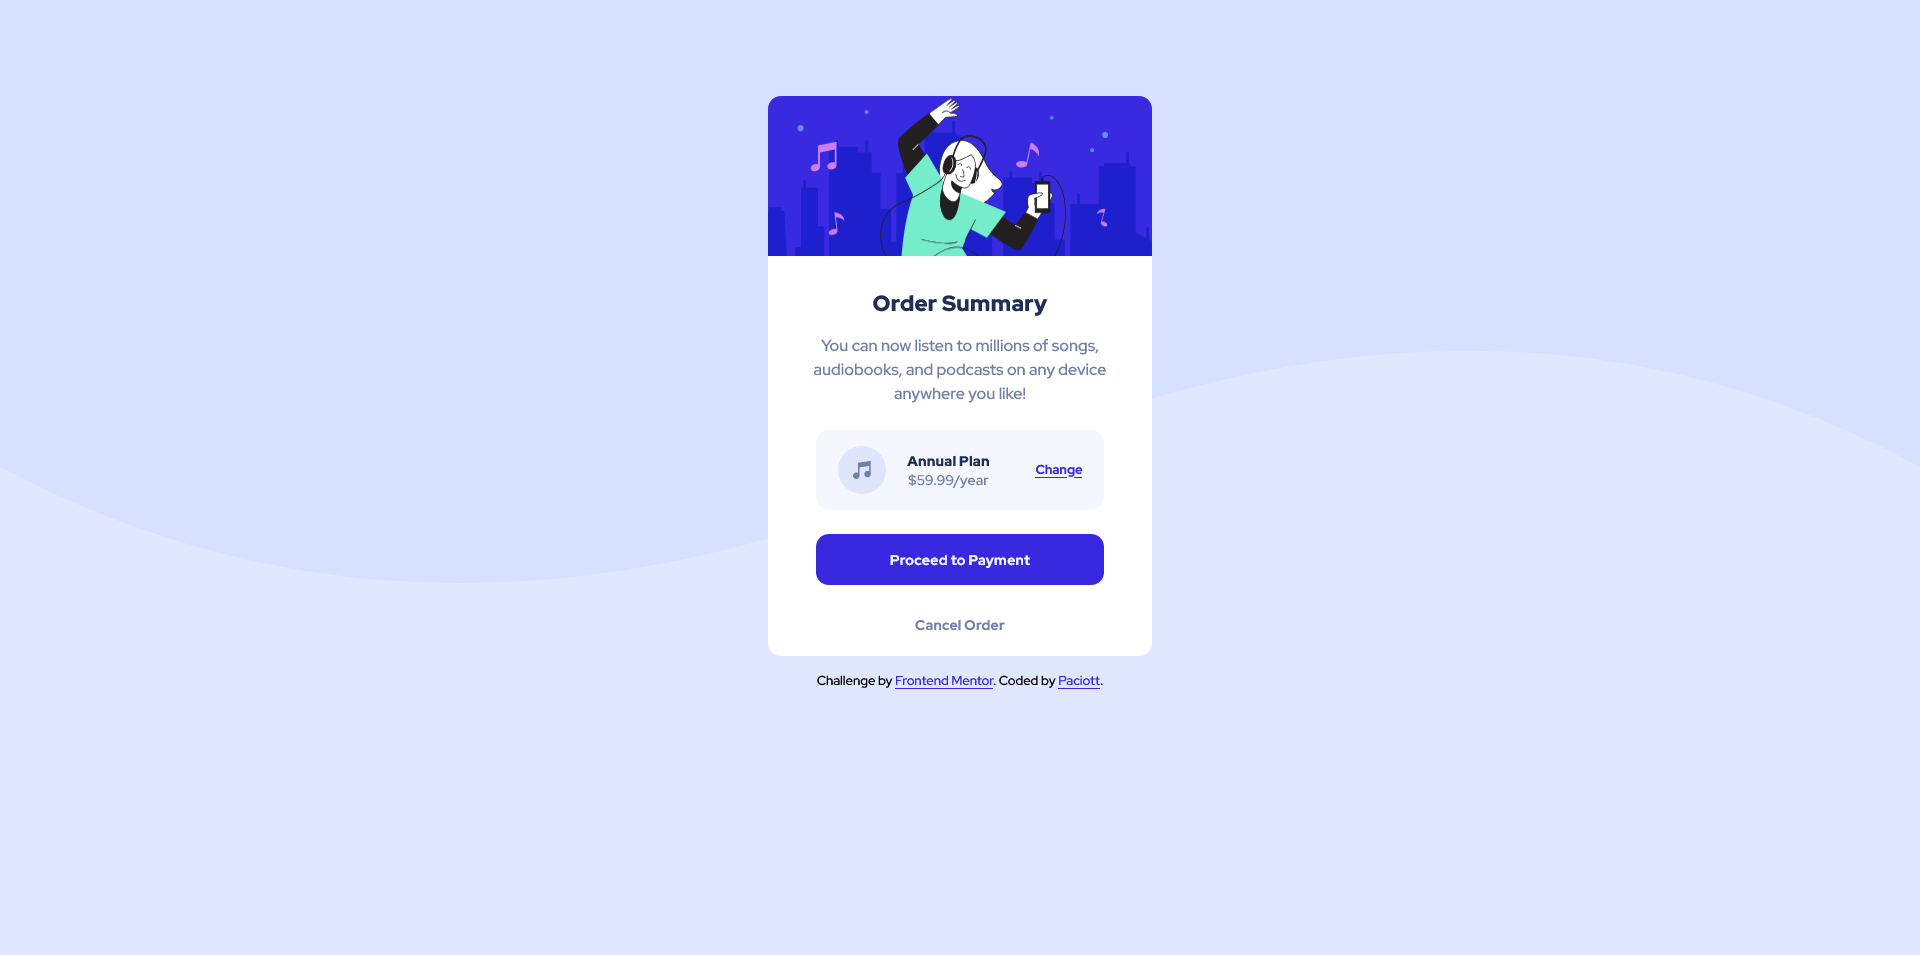 Order Summary
You can now listen to millions of songs,
audiobooks, and podcasts on any device
anywhere you like!
Annual Plan
$59.99/year
Change
Proceed to Payment
Cancel Order
Challenge by Frontend Mentor. Coded by Paciott.